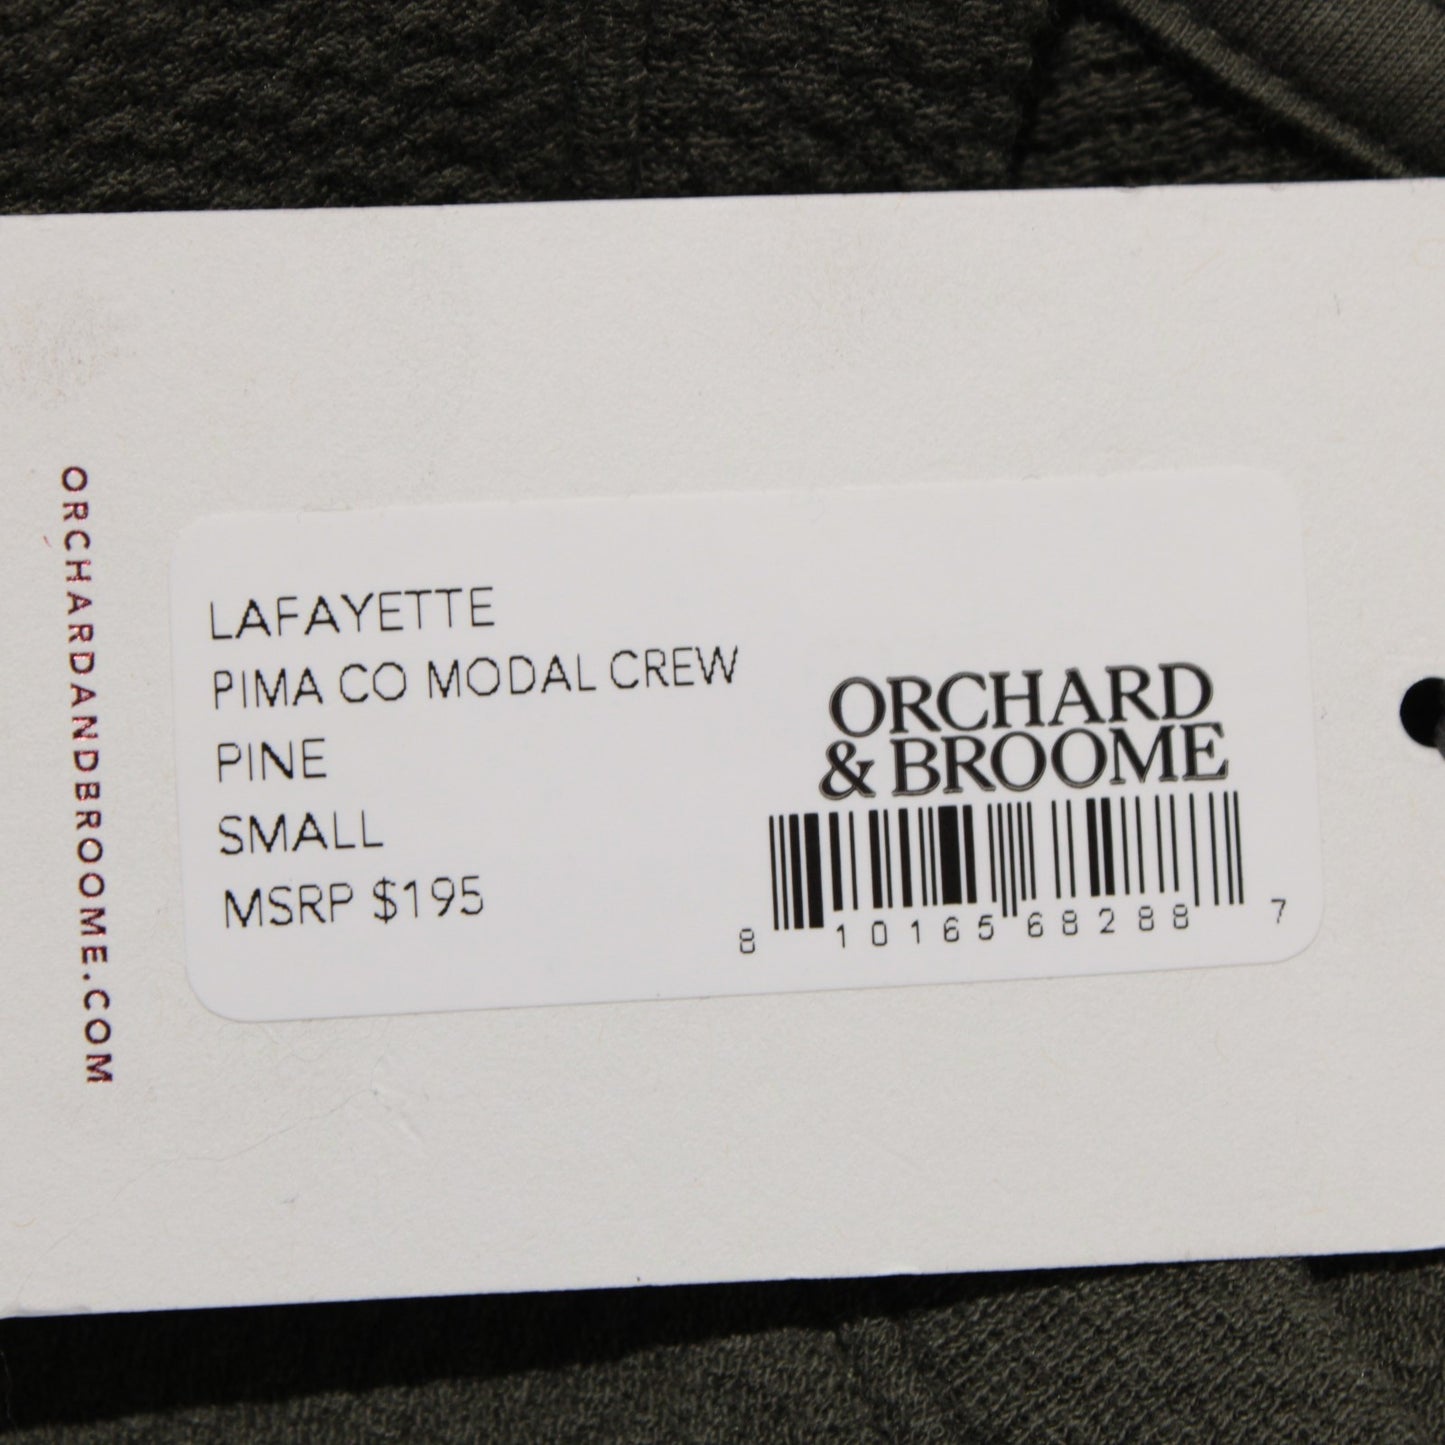 ORCHARDANDBROOME.COM
LAFAYETTE
PIMA CO MODAL CREW
PINE
SMALL
MSRP $195
ORCHARD
& BROOME
8 10165 68288 7